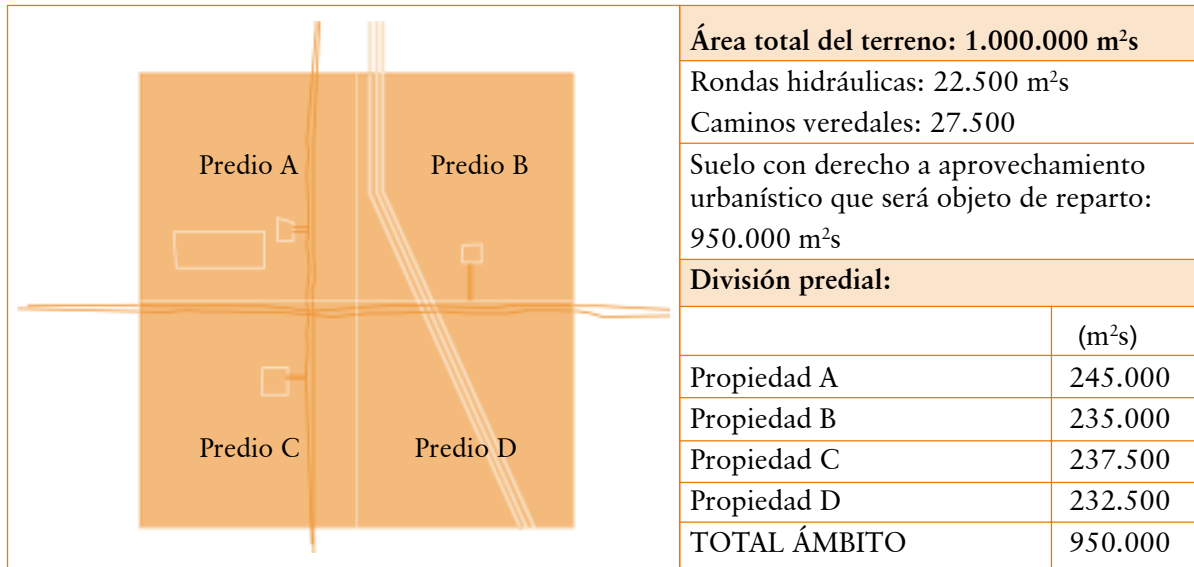 Predio A
Predio B
Predio C
Predio D
Área total del terreno: 1.000.000 m²s
Rondas hidráulicas: 22.500 m²s
Caminos veredales: 27.500
Suelo con derecho a aprovechamiento
urbanístico que será objeto de reparto:
950.000 m²s
División predial:
(m²s)
Propiedad A 245.000
Propiedad B 235.000
Propiedad C 237.500
Propiedad D 232.500
TOTAL ÁMBITO 950.000